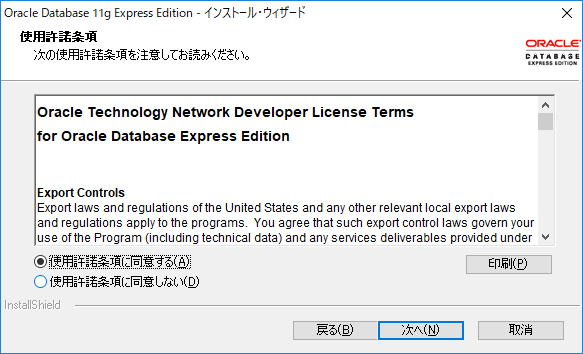 Oracle Database 11g Express Edition - インストール・ウィザード
使用許諾条項
次の使用許諾条項を注意してお読みください。
ORACLE
DATABASE
EXPRESS EDITION
Oracle Technology Network Developer License Terms
for Oracle Database Express Edition
Export Controls
Export laws and regulations of the United States and any other relevant local export laws
and regulations apply to the programs.  You agree that such export control laws govern your
use of the Program (including technical data) and any services deliverables provided under
使用許諾条項に同意する(A)
使用許諾条項に同意しない(D)
印刷(P)
InstallShield
戻る(B)
次へ(N)
取消